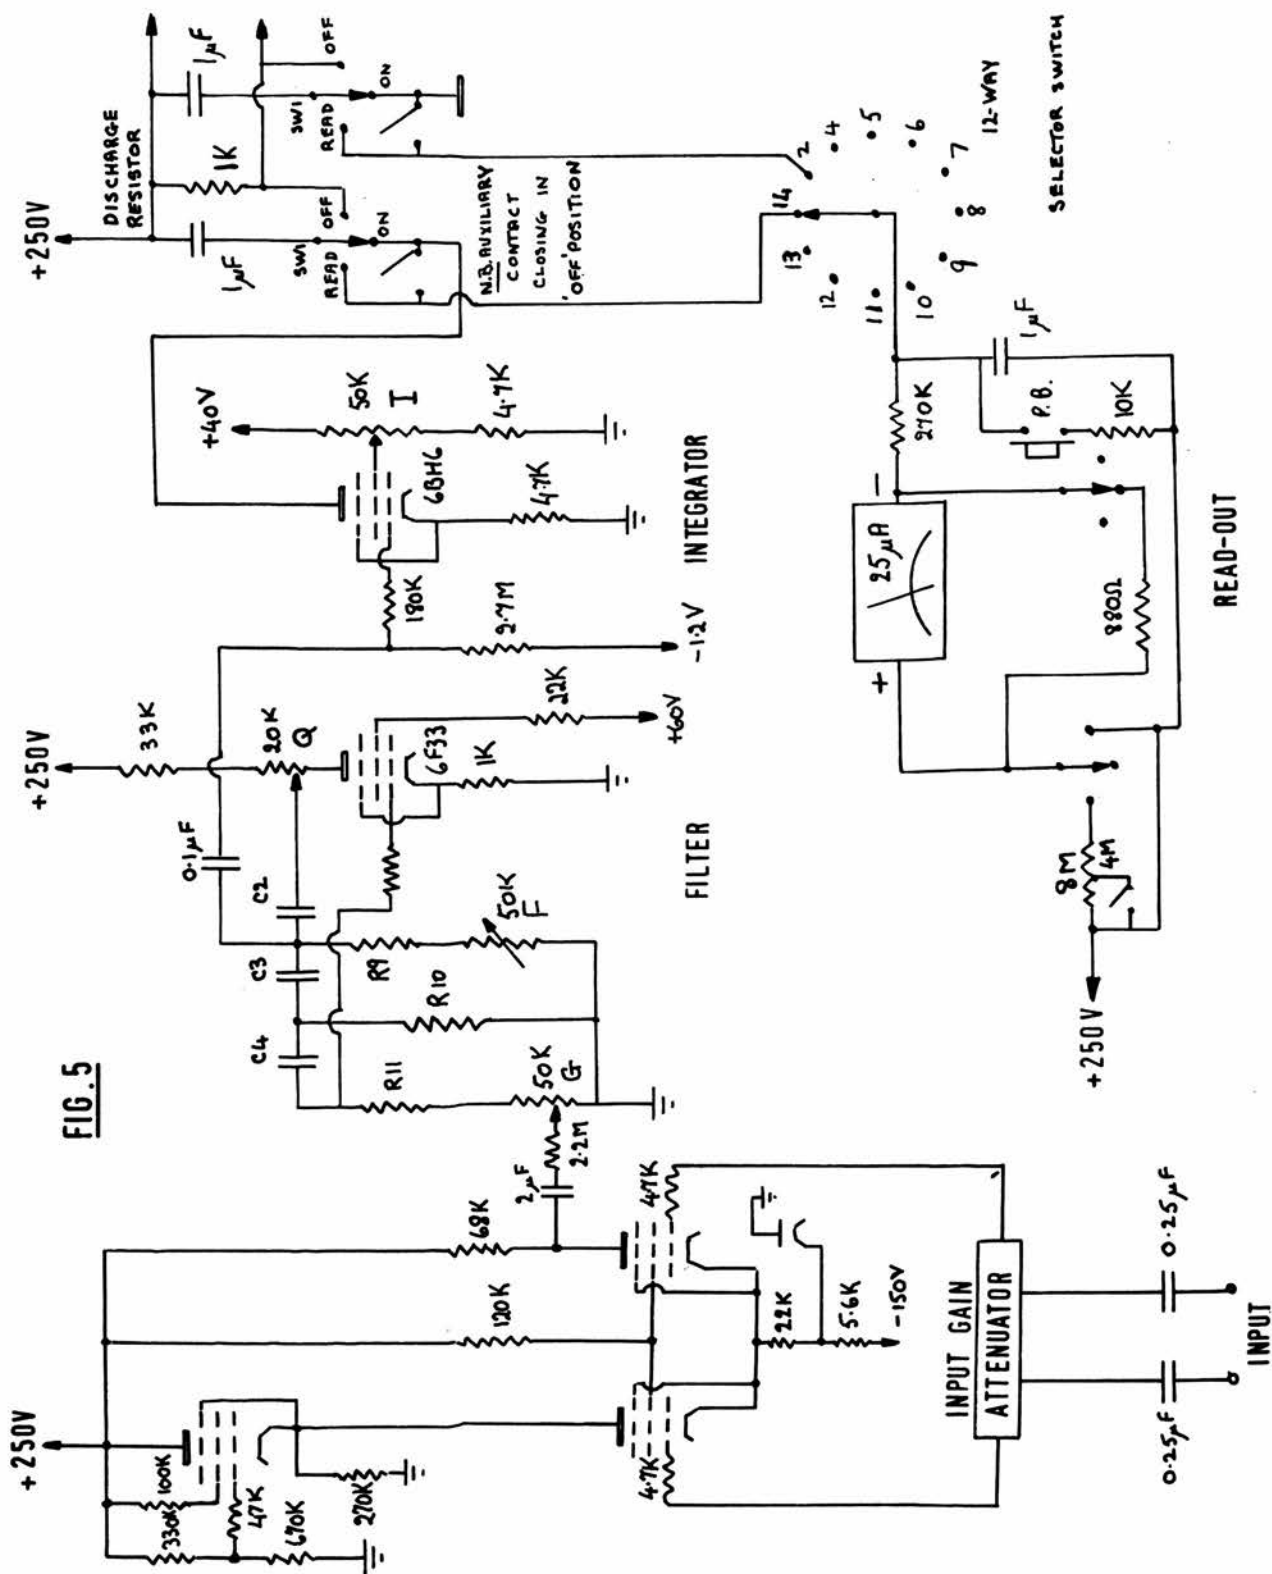 FIG. 5
+250V
100K
330K
47K
670K
270K
120K
68K
4.7K
4.7K
22K
5.6K
-150V
INPUT GAIN
ATTENUATOR
0.25μF
0.25μF
INPUT
2μF
2.2M
50K
G
R11
R10
R9
50K
F
C4
C3
C2
0.1μF
+250V
33K
20K
Q
6F33
1K
22K
+60V
FILTER
180K
-1.2V
+40V
50K
I
4.7K
6BH6
4.7K
INTEGRATOR
+250V
DISCHARGE
RESISTOR
1μF
1K
1μF
SW1
OFF
READ
ON
SW1
OFF
READ
ON
N.B. AUXILIARY
CONTACT
CLOSING IN
'OFF' POSITION
14
2
4
5
6
7
8
9
10
11
12
13
12-WAY
SELECTOR SWITCH
+250V
8M
4M
+
25μA
-
270K
1μF
P.B.
10K
880Ω
READ-OUT